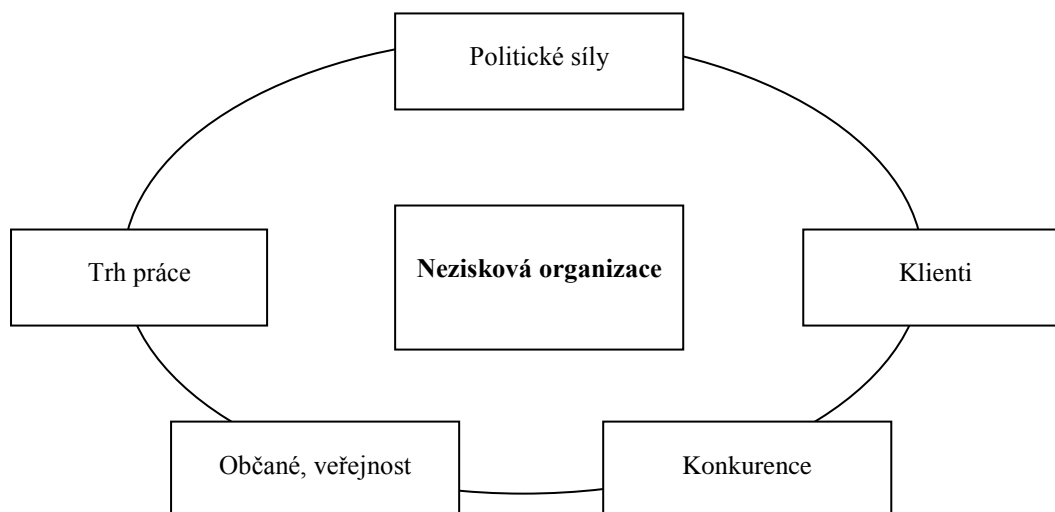 Politické síly
Trh práce
Nezisková organizace
Klienti
Občané, veřejnost
Konkurence